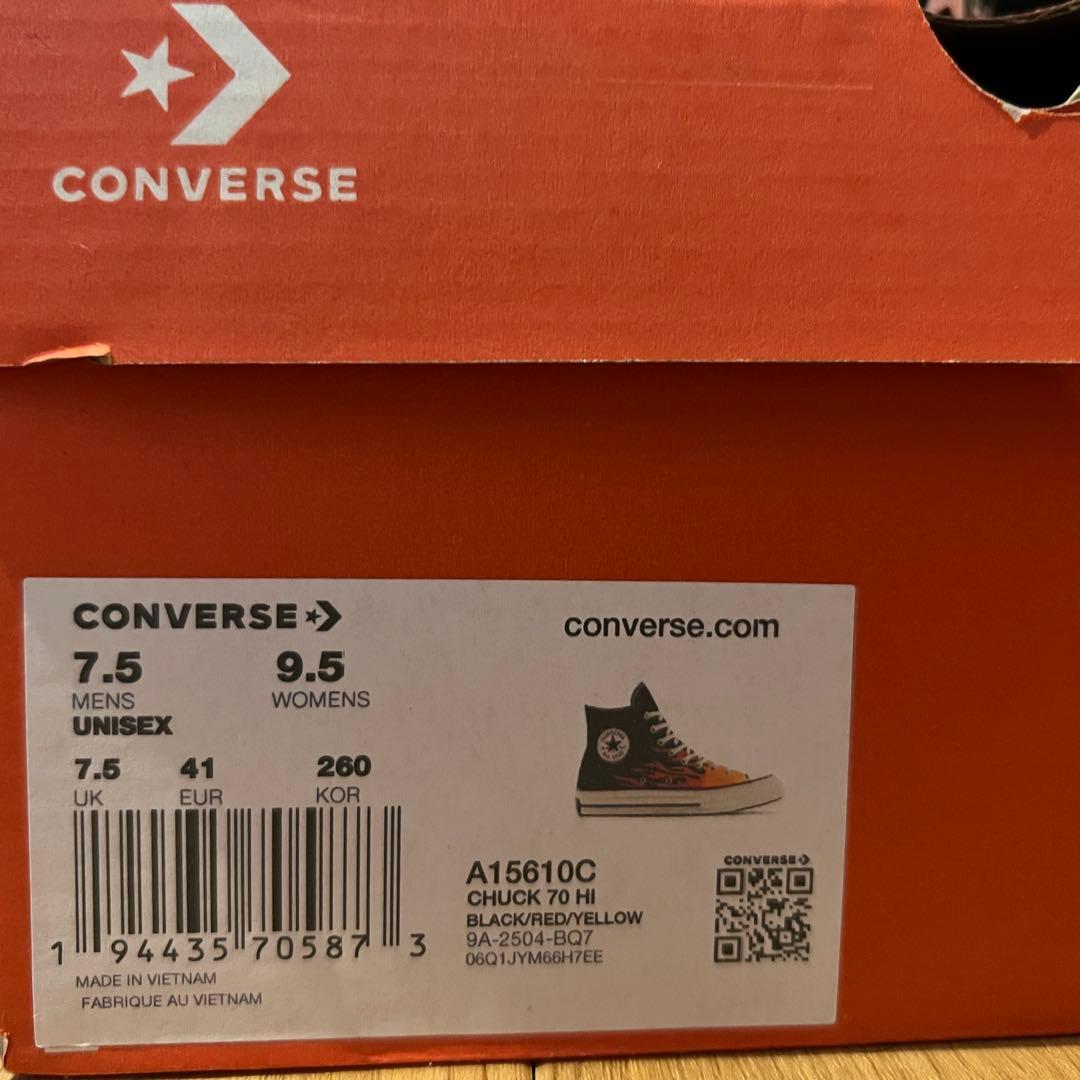 CONVERSE
CONVERSE
converse.com
7.5 9.5
MENS WOMENS
UNISEX
7.5 41 260
UK EUR KOR
1 94435 70587 3
MADE IN VIETNAM
FABRIQUE AU VIETNAM
A15610C
CHUCK 70 HI
BLACK/RED/YELLOW
9A-2504-BQ7
06Q1JYM66H7EE
CONVERSE